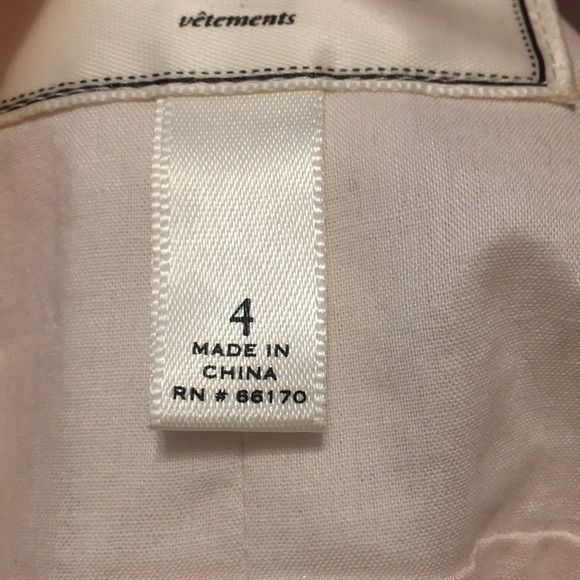 vêtements
4
MADE IN
CHINA
RN # 66170